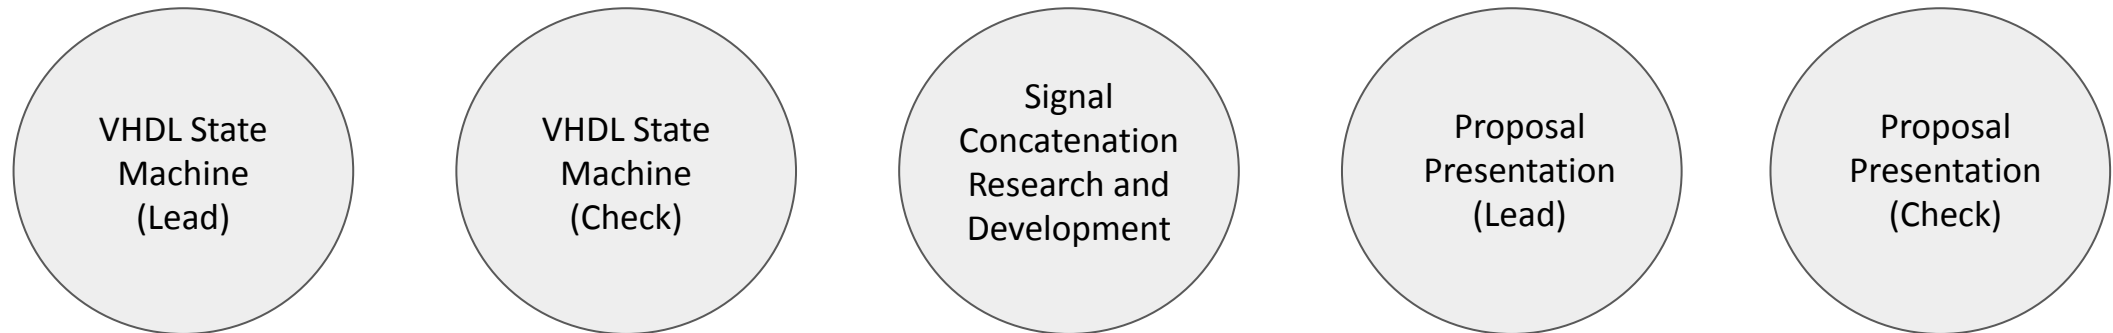 VHDL State
Machine
(Lead)
VHDL State
Machine
(Check)
Signal
Concatenation
Research and
Development
Proposal
Presentation
(Lead)
Proposal
Presentation
(Check)